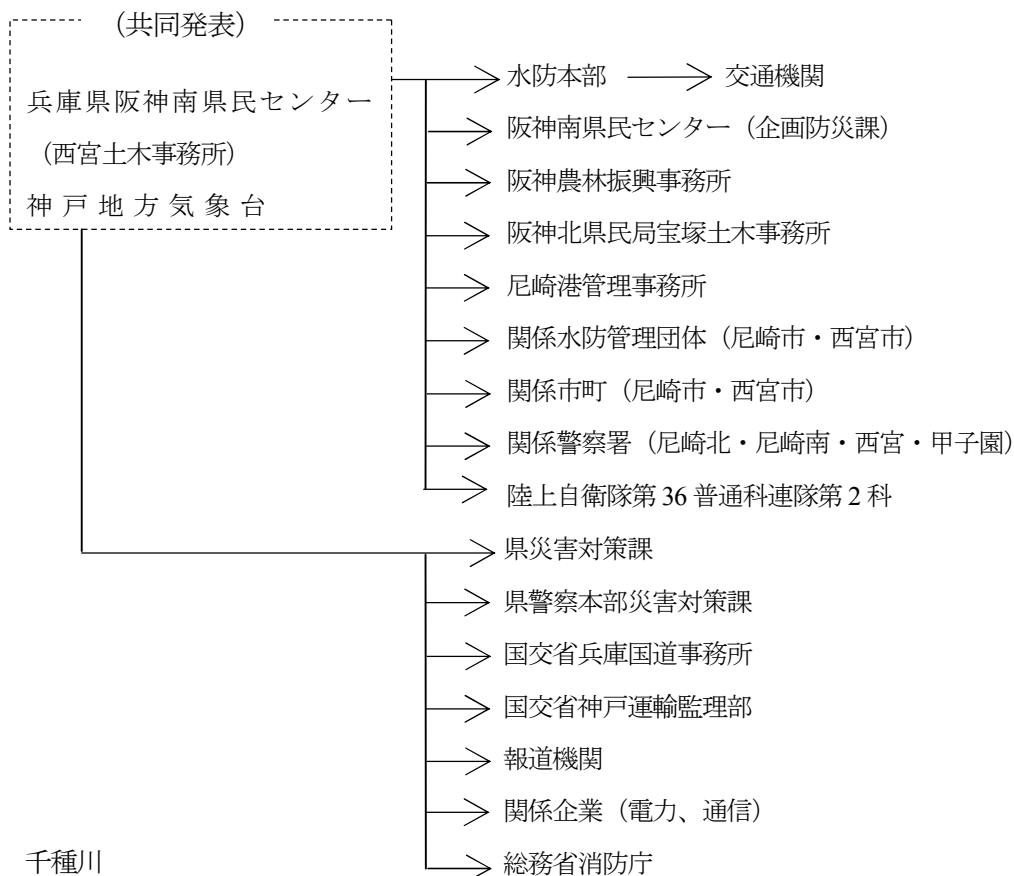 （共同発表）
兵庫県阪神南県民センター
（西宮土木事務所）
神戸地方気象台
水防本部 交通機関
阪神南県民センター（企画防災課）
阪神農林振興事務所
阪神北県民局宝塚土木事務所
尼崎港管理事務所
関係水防管理団体（尼崎市・西宮市）
関係市町（尼崎市・西宮市）
関係警察署（尼崎北・尼崎南・西宮・甲子園）
陸上自衛隊第36普通科連隊第2科
県災害対策課
県警察本部災害対策課
国交省兵庫国道事務所
国交省神戸運輸監理部
報道機関
関係企業（電力、通信）
総務省消防庁
千種川